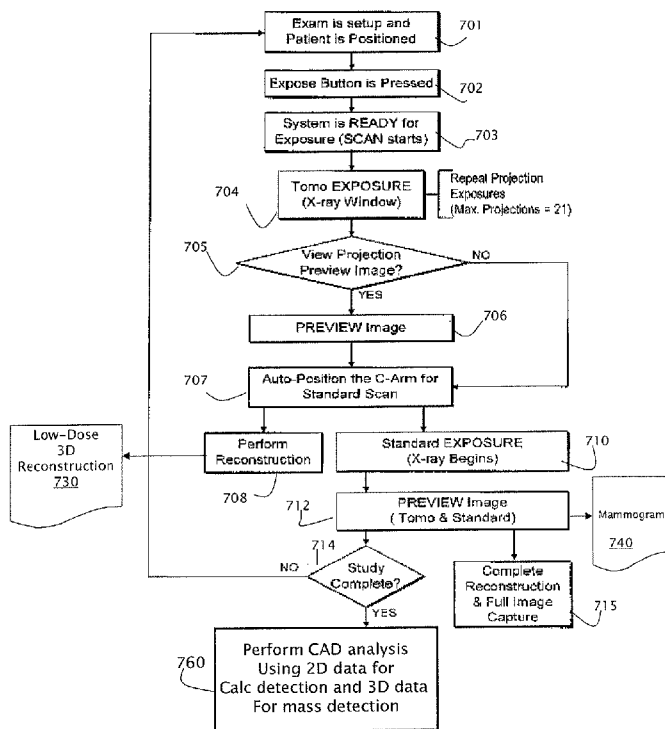 Exam is setup and
Patient is Positioned
701
Expose Button is Pressed
702
System is READY for
Exposure (SCAN starts)
703
704
Tomo EXPOSURE
(X-ray Window)
Repeal Projection
Exposures
(Max. Projections = 21)
705
View Projection
Preview Image?
NO
YES
PREVIEW Image
706
707
Auto-Position the C-Arm for
Standard Scan
Low-Dose
3D
Reconstruction
730
Perform
Reconstruction
708
Standard EXPOSURE
(X-ray Begins)
710
712
PREVIEW Image
( Tomo & Standard)
Mammogram
740
714
NO
Study
Complete?
YES
Complete
Reconstruction
& Full Image
Capture
715
760
Perform CAD analysis
Using 2D data for
Calc detection and 3D data
For mass detection